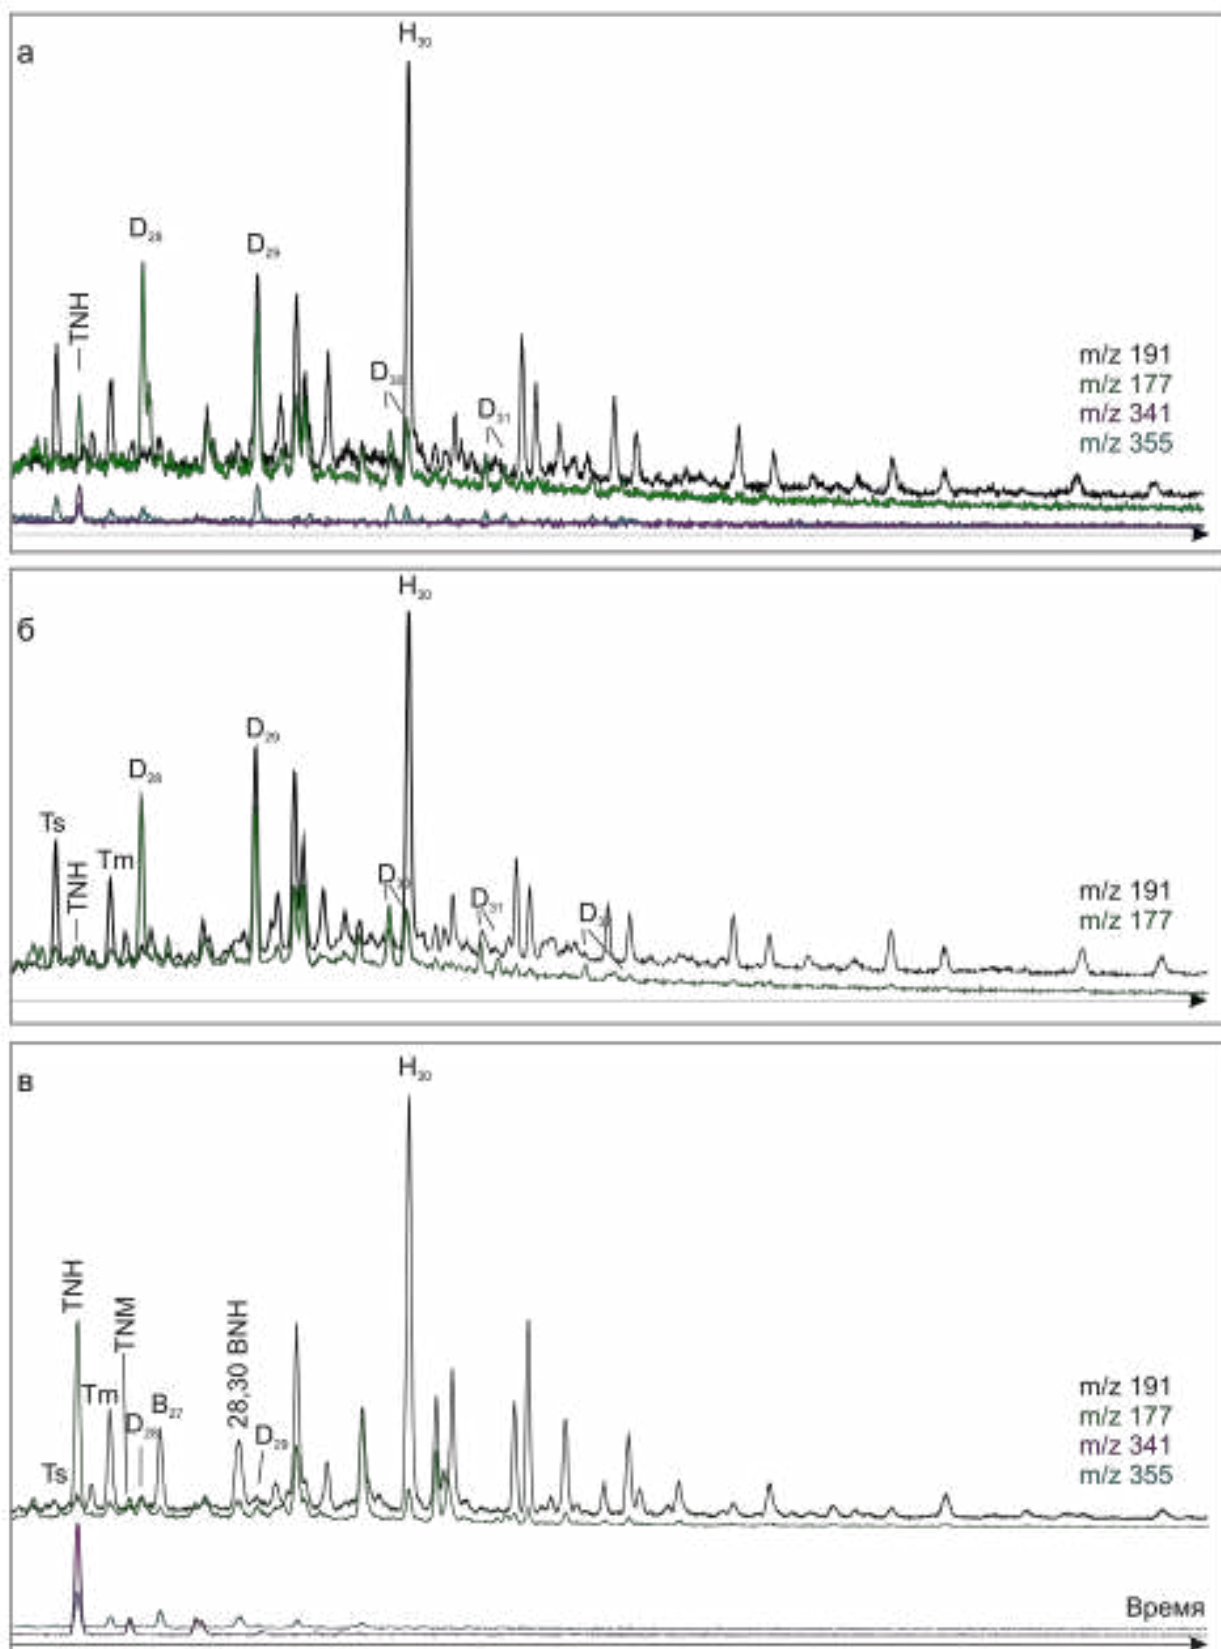 а
H₃₀
D₂₈
D₂₉
TNH
D₃₀
D₃₁
m/z 191
m/z 177
m/z 341
m/z 355
б
H₃₀
D₂₉
D₂₈
Ts
TNH
Tm
D₃₀
D₃₁
m/z 191
m/z 177
в
H₃₀
TNH
TNM
Tm
D₂₈
B₂₇
28,30 BNH
D₂₉
Ts
m/z 191
m/z 177
m/z 341
m/z 355
Время